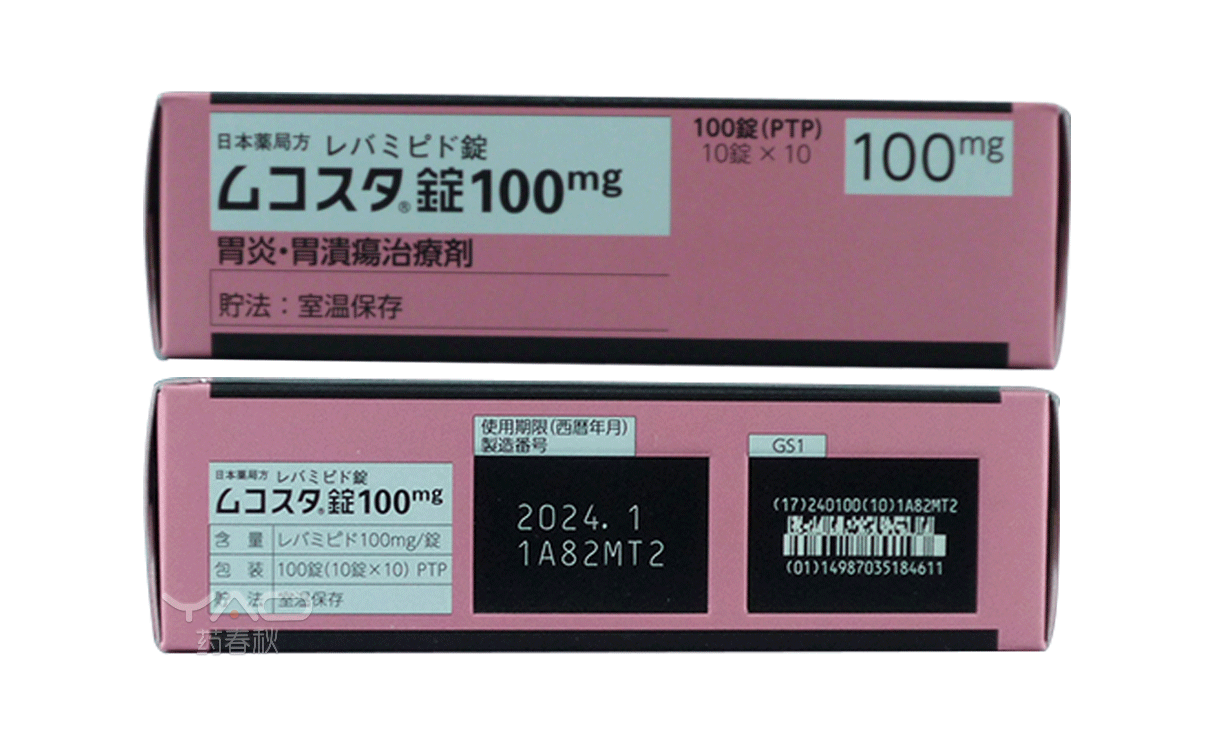 日本薬局方 レバミピド錠
ムコスタ®錠100mg
胃炎・胃潰瘍治療剤
貯法：室温保存
100錠(PTP)
10錠×10
100mg
日本薬局方 レバミピド錠
ムコスタ®錠100mg
含量 レバミピド100mg/錠
包装 100錠(10錠×10) PTP
貯法 室温保存
使用期限(西暦年月)
製造番号
2024. 1
1A82MT2
GS1
(17)240100(10)1A82MT2
(01)14987035184611
YAO
药春秋